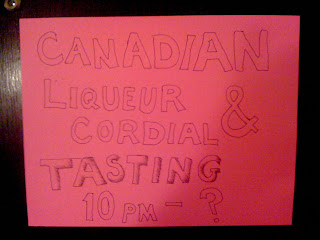 CANADIAN
LIQUEUR &
CORDIAL
TASTING
10 PM - ?